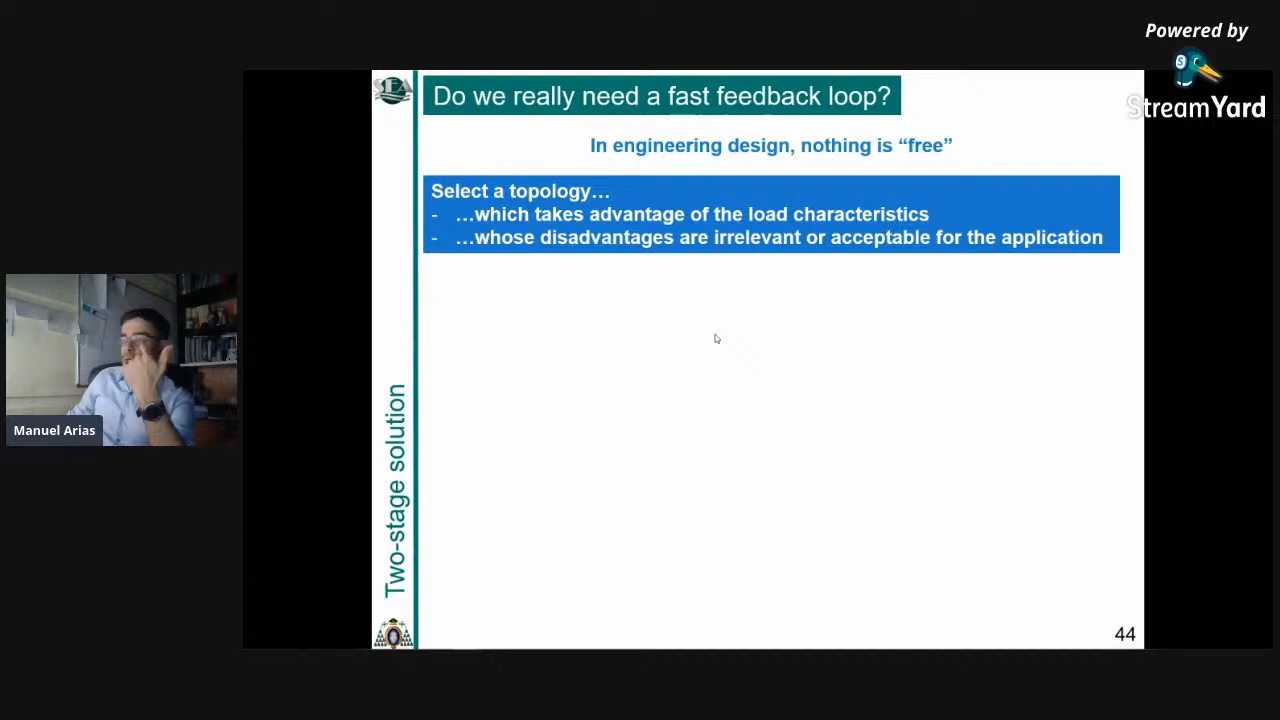 Powered by
StreamYard
SEA
Do we really need a fast feedback loop?
In engineering design, nothing is “free”
Select a topology…
- …which takes advantage of the load characteristics
- …whose disadvantages are irrelevant or acceptable for the application
Manuel Arias
Two-stage solution
44